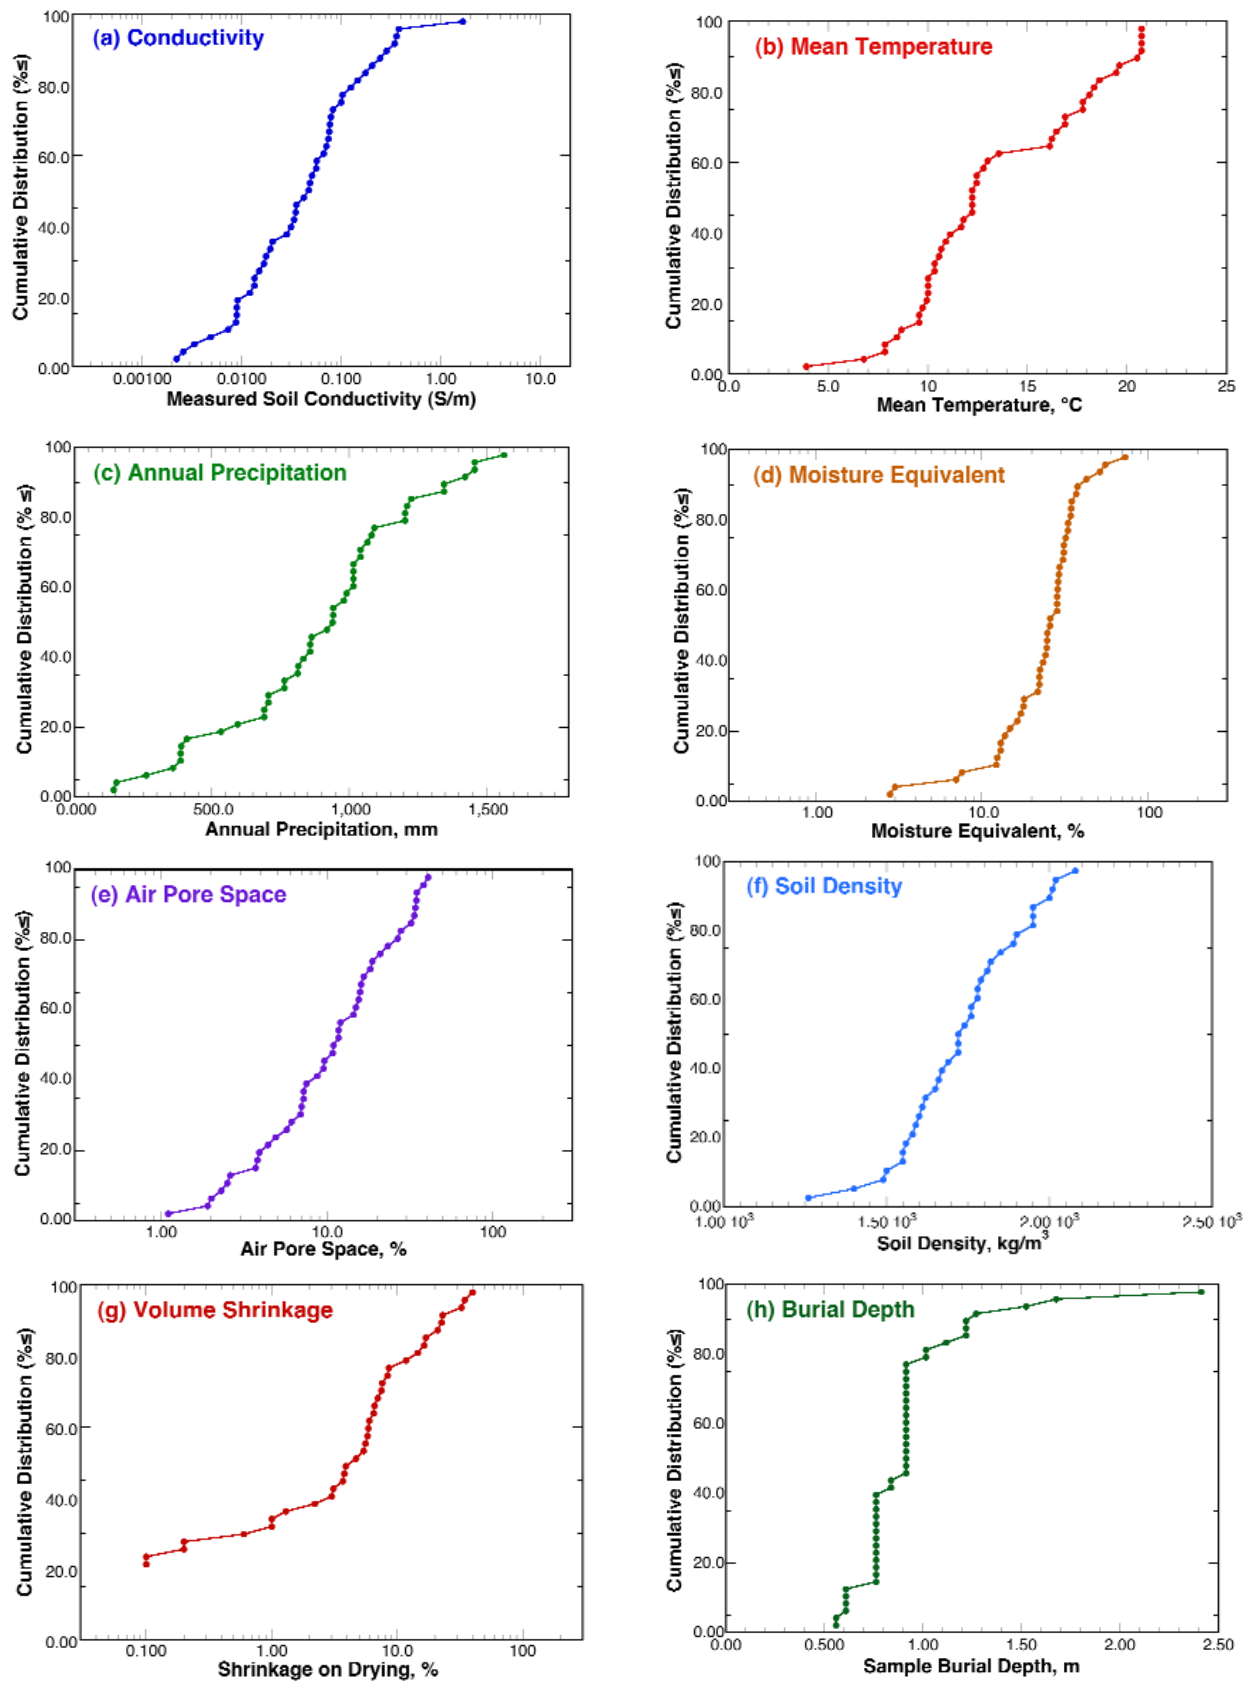 (a) Conductivity
Cumulative Distribution (%≤)
100
80.0
60.0
40.0
20.0
0.00
0.00100 0.0100 0.100 1.00 10.0
Measured Soil Conductivity (S/m)
(b) Mean Temperature
Cumulative Distribution (%≤)
100
80.0
60.0
40.0
20.0
0.00
0.0 5.0 10 15 20 25
Mean Temperature, °C
(c) Annual Precipitation
Cumulative Distribution (% ≤)
100
80.0
60.0
40.0
20.0
0.00
0.000 500.0 1,000 1,500
Annual Precipitation, mm
(d) Moisture Equivalent
Cumulative Distribution (%≤)
100
80.0
60.0
40.0
20.0
0.00
1.00 10.0 100
Moisture Equivalent, %
(e) Air Pore Space
Cumulative Distribution (%≤)
100
80.0
60.0
40.0
20.0
0.00
1.00 10.0 100
Air Pore Space, %
(f) Soil Density
Cumulative Distribution (%≤)
100
80.0
60.0
40.0
20.0
0.00
1.00 10³ 1.50 10³ 2.00 10³ 2.50 10³
Soil Density, kg/m³
(g) Volume Shrinkage
Cumulative Distribution (%≤)
100
80.0
60.0
40.0
20.0
0.00
0.100 1.00 10.0 100
Shrinkage on Drying, %
(h) Burial Depth
Cumulative Distribution (%≤)
100
80.0
60.0
40.0
20.0
0.00
0.00 0.500 1.00 1.50 2.00 2.50
Sample Burial Depth, m